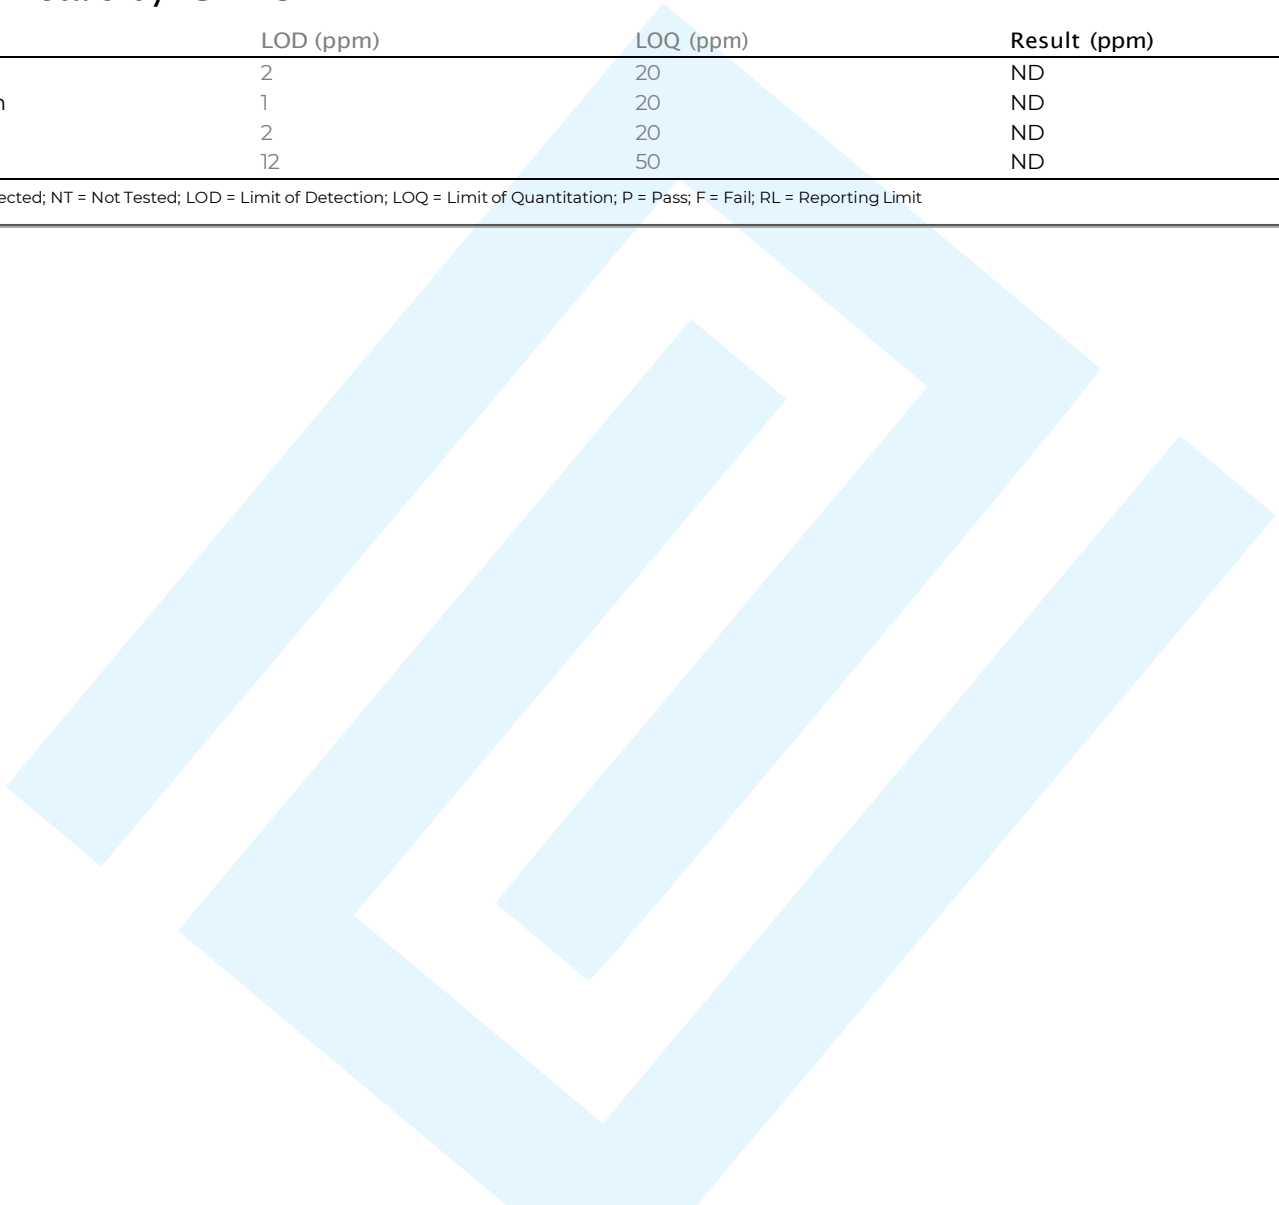 LOD (ppm) LOQ (ppm) Result (ppm)
2 20 ND
1 20 ND
2 20 ND
12 50 ND
NT = Not Tested; LOD = Limit of Detection; LOQ = Limit of Quantitation; P = Pass; F = Fail; RL = Reporting Limit